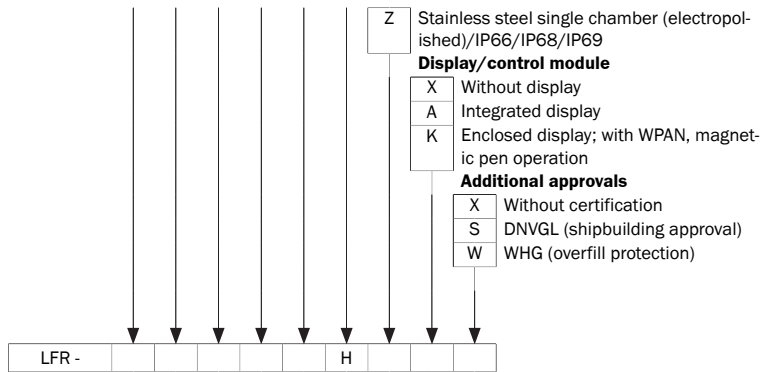 Z Stainless steel single chamber (electropol-
ished)/IP66/IP68/IP69
Display/control module
X Without display
A Integrated display
K Enclosed display; with WPAN, magnet-
ic pen operation
Additional approvals
X Without certification
S DNVGL (shipbuilding approval)
W WHG (overfill protection)
LFR - H